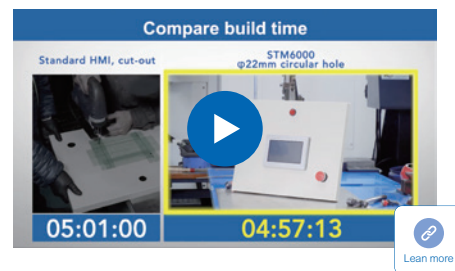 Compare build time
Standard HMI, cut-out
STM6000
φ22mm circular hole
05:01:00
04:57:13
Lean more